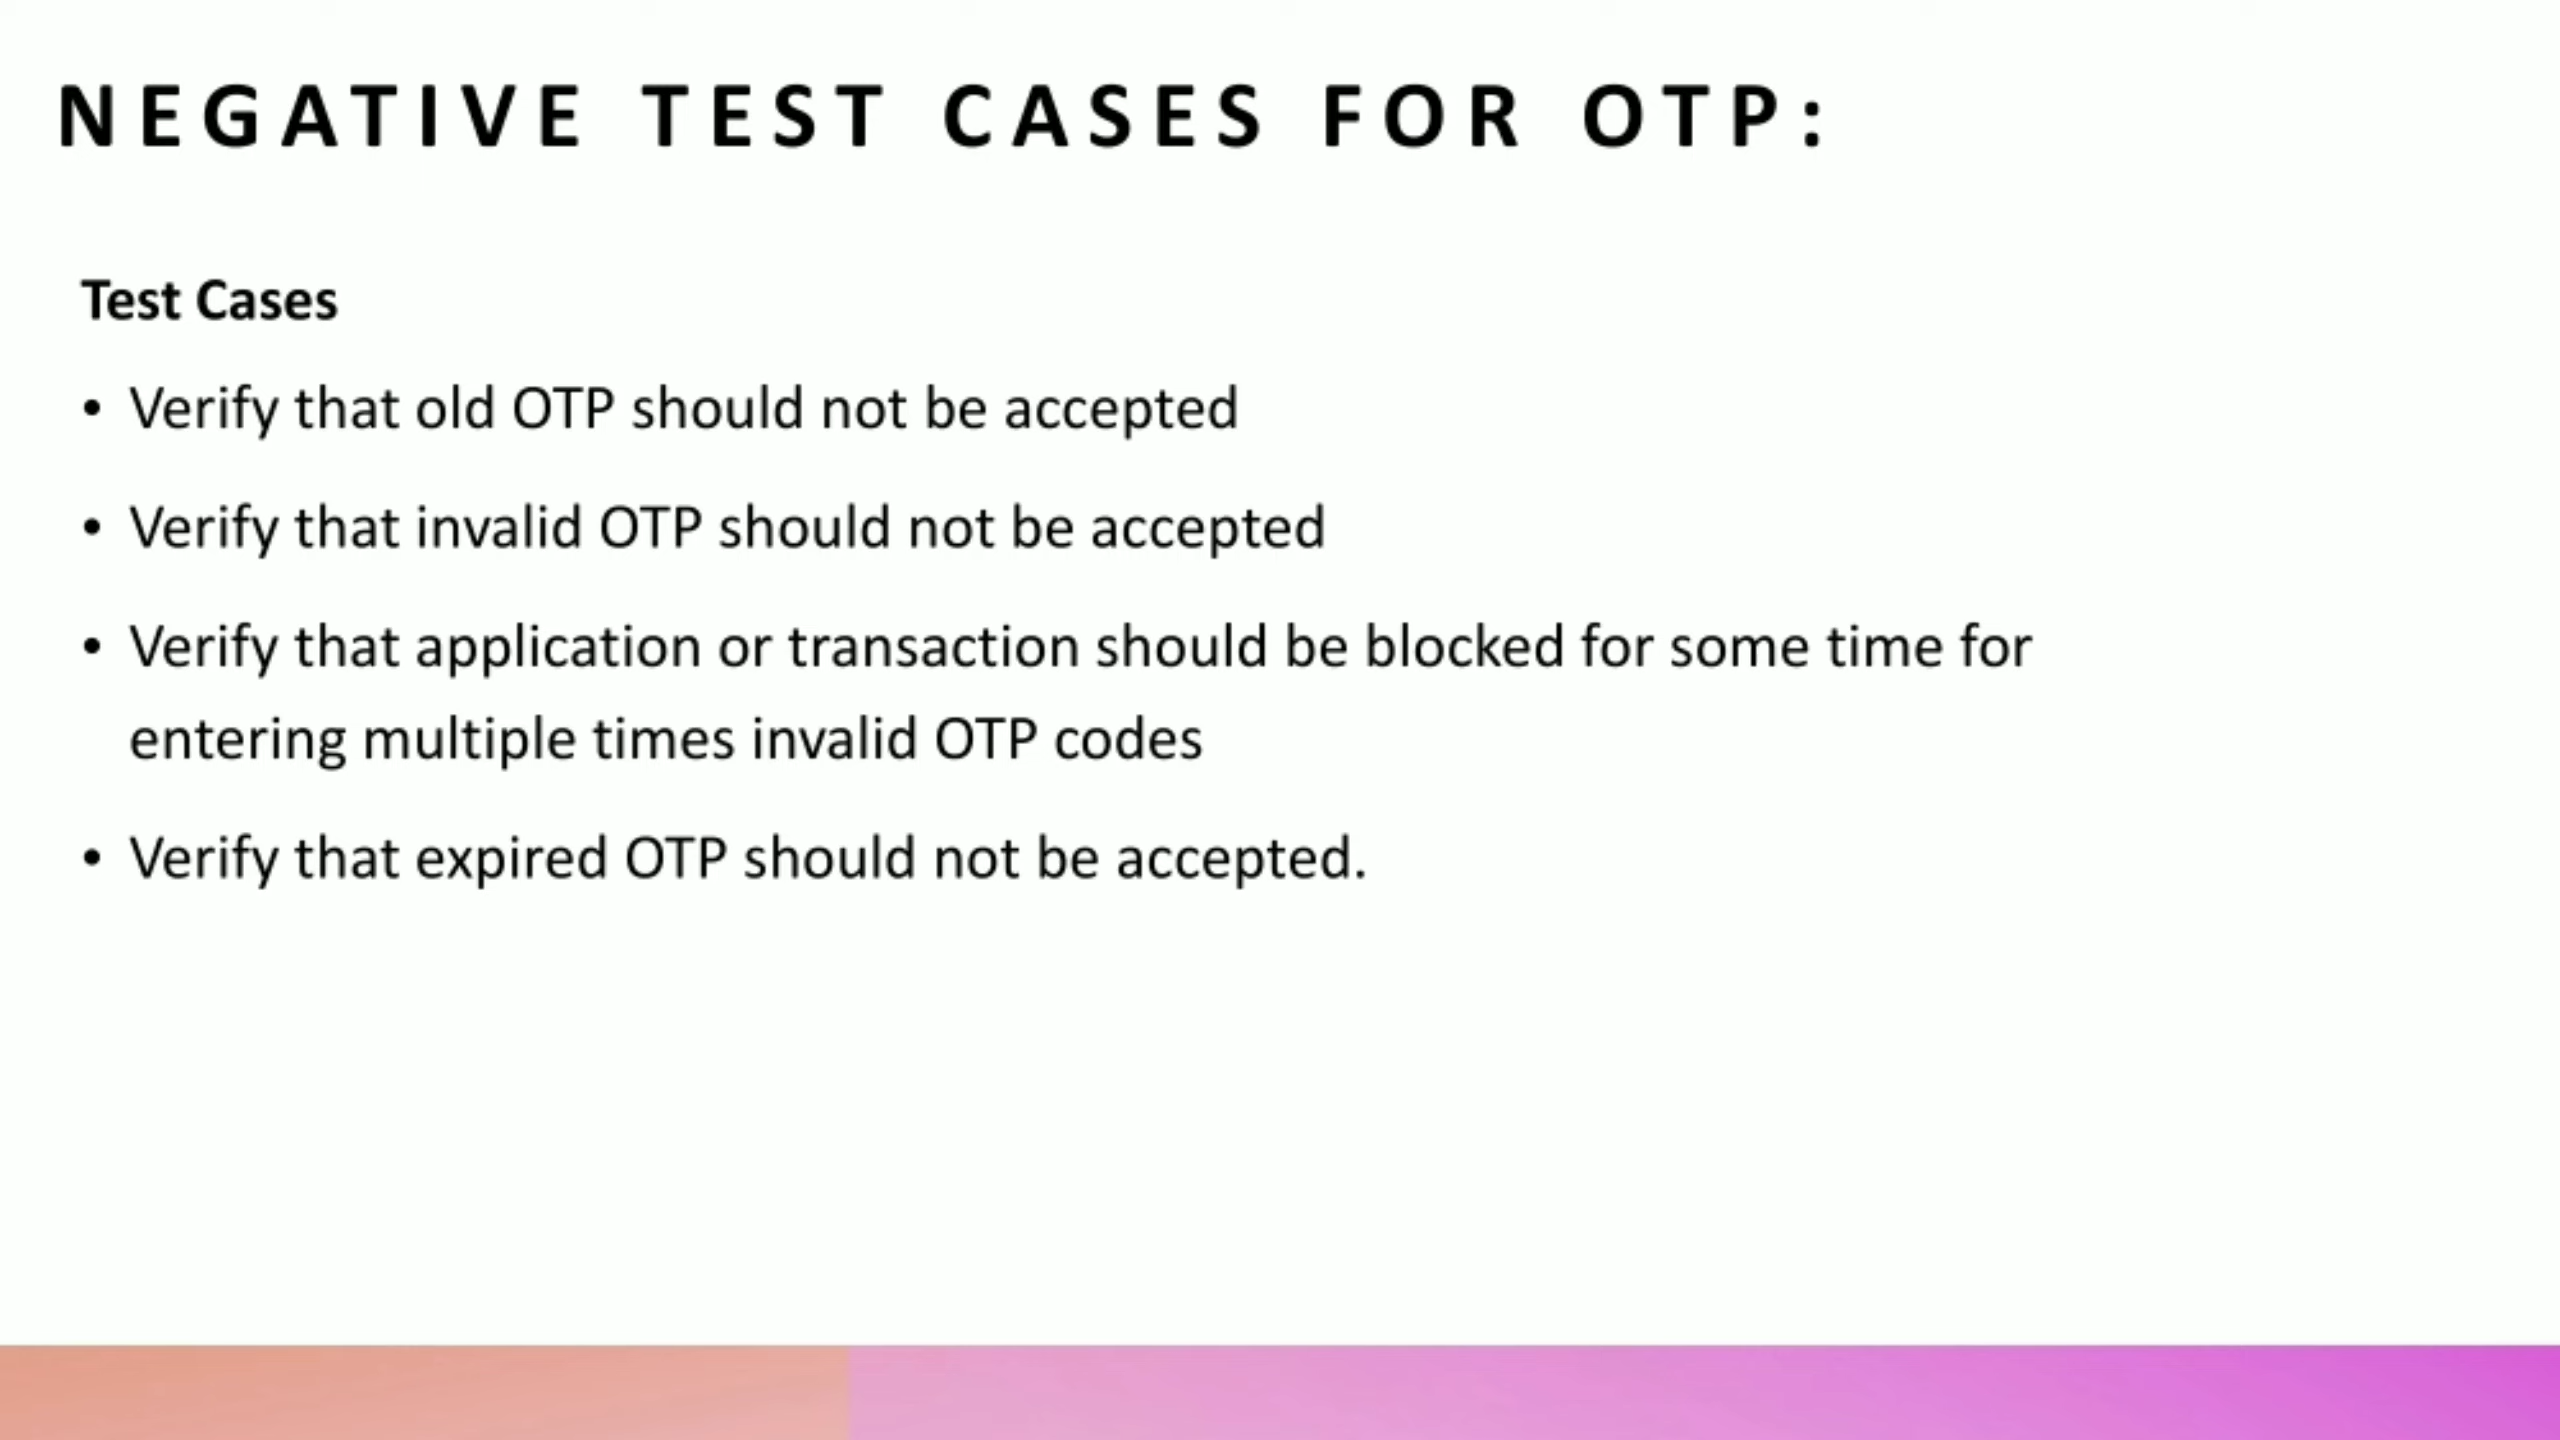 NEGATIVE TEST CASES FOR OTP:
Test Cases
• Verify that old OTP should not be accepted
• Verify that invalid OTP should not be accepted
• Verify that application or transaction should be blocked for some time for
entering multiple times invalid OTP codes
• Verify that expired OTP should not be accepted.